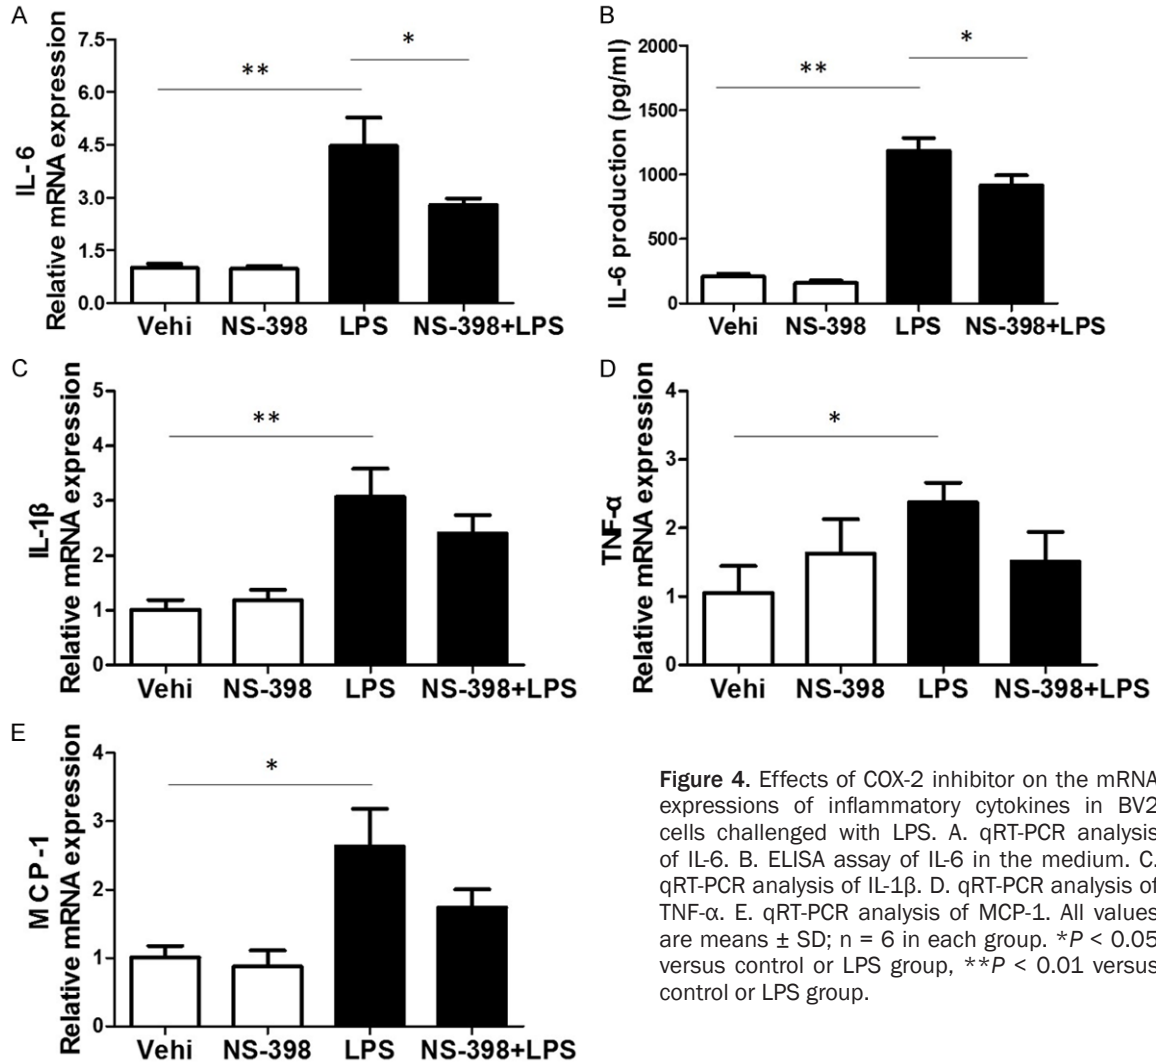 A
IL-6
Relative mRNA expression
7.5
6.0
4.5
3.0
1.5
0.0
**
*
Vehi NS-398 LPS NS-398+LPS
B
IL-6 production (pg/ml)
2000
1500
1000
500
0
**
*
Vehi NS-398 LPS NS-398+LPS
C
IL-1β
Relative mRNA expression
5
4
3
2
1
0
**
Vehi NS-398 LPS NS-398+LPS
D
TNF-α
Relative mRNA expression
4
3
2
1
0
*
Vehi NS-398 LPS NS-398+LPS
E
MCP-1
Relative mRNA expression
4
3
2
1
0
*
Vehi NS-398 LPS NS-398+LPS
Figure 4. Effects of COX-2 inhibitor on the mRNA
expressions of inflammatory cytokines in BV2
cells challenged with LPS. A. qRT-PCR analysis
of IL-6. B. ELISA assay of IL-6 in the medium. C.
qRT-PCR analysis of IL-1β. D. qRT-PCR analysis of
TNF-α. E. qRT-PCR analysis of MCP-1. All values
are means ± SD; n = 6 in each group. *P < 0.05
versus control or LPS group, **P < 0.01 versus
control or LPS group.